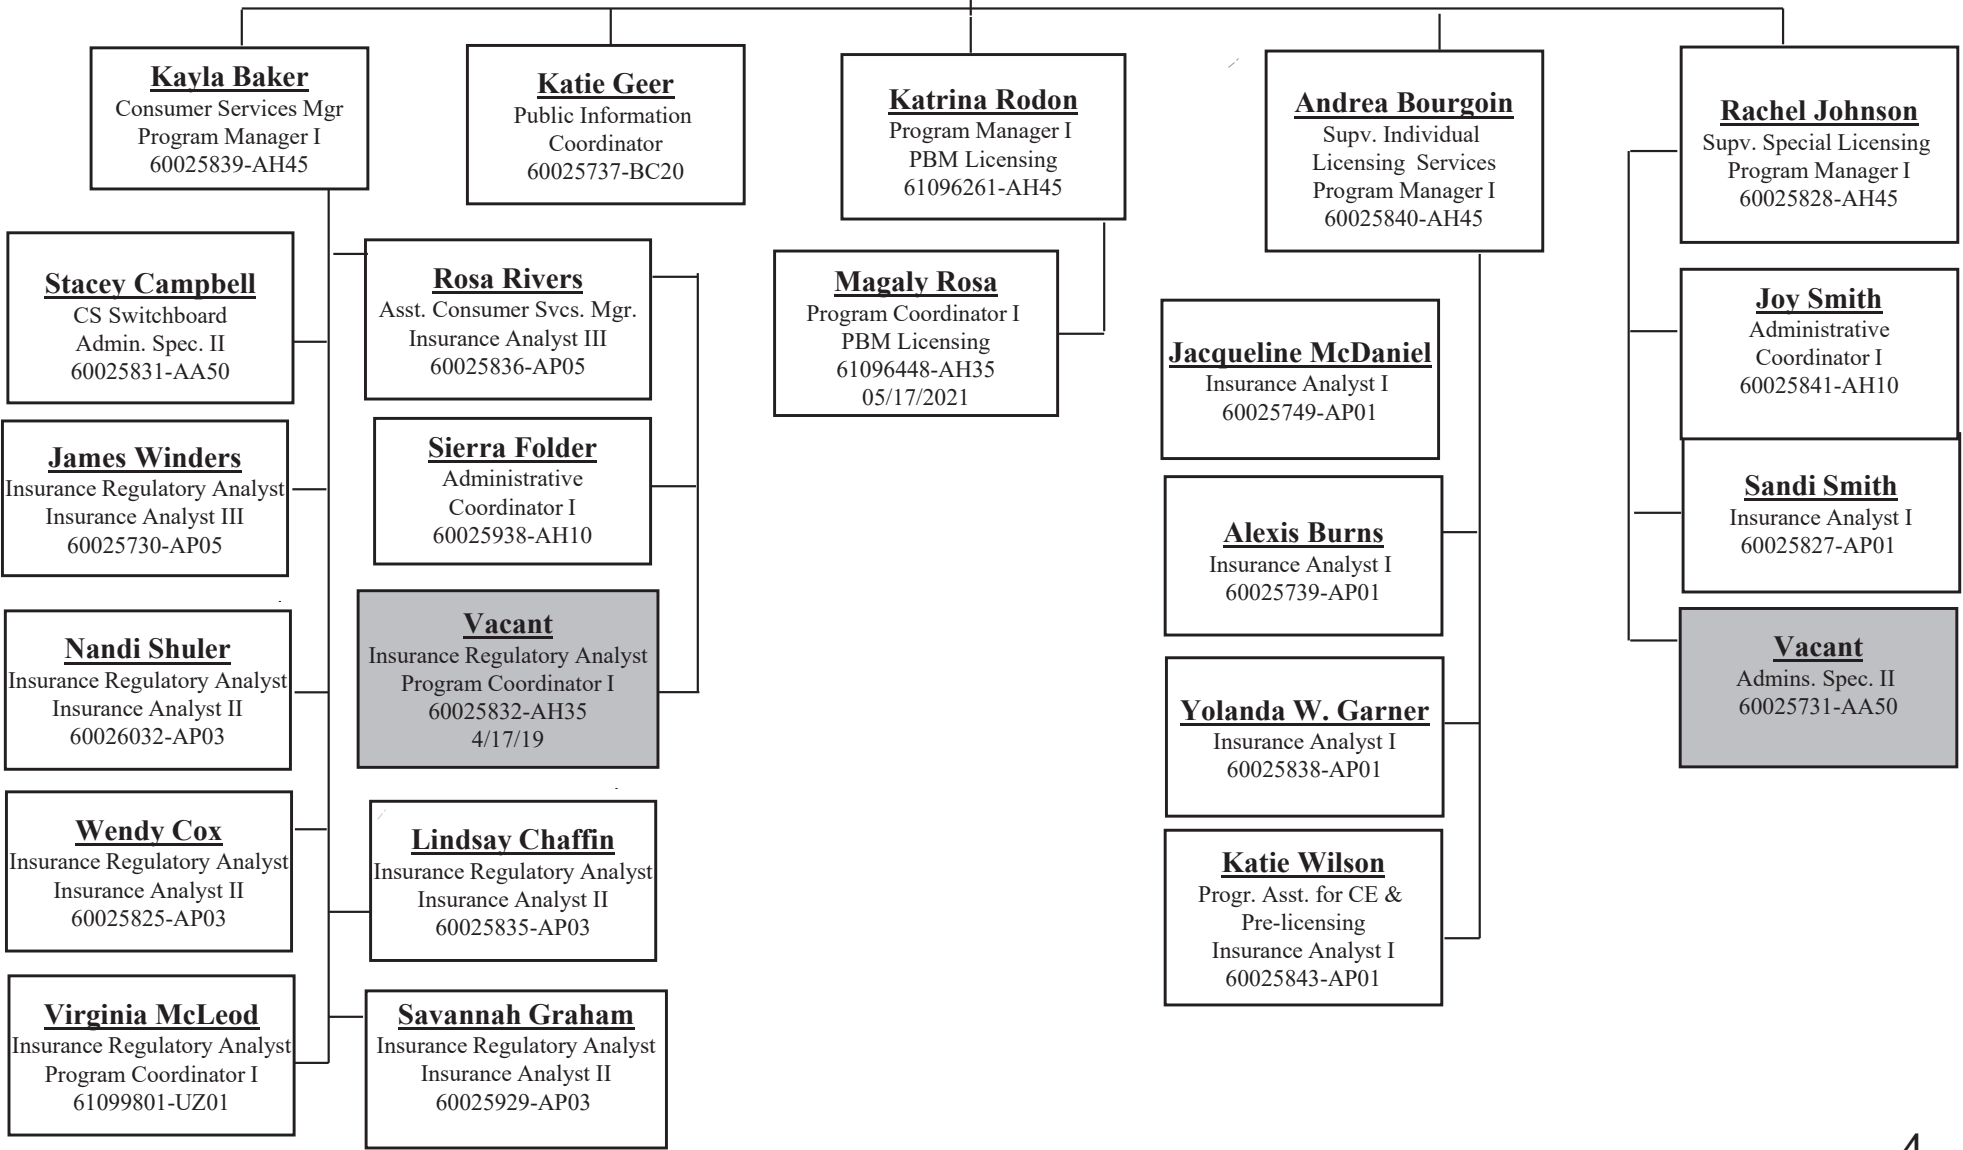 Kayla Baker
Consumer Services Mgr
Program Manager I
60025839-AH45
Katie Geer
Public Information
Coordinator
60025737-BC20
Katrina Rodon
Program Manager I
PBM Licensing
61096261-AH45
Andrea Bourgoin
Supv. Individual
Licensing Services
Program Manager I
60025840-AH45
Rachel Johnson
Supv. Special Licensing
Program Manager I
60025828-AH45
Stacey Campbell
CS Switchboard
Admin. Spec. II
60025831-AA50
James Winders
Insurance Regulatory Analyst
Insurance Analyst III
60025730-AP05
Nandi Shuler
Insurance Regulatory Analyst
Insurance Analyst II
60026032-AP03
Wendy Cox
Insurance Regulatory Analyst
Insurance Analyst II
60025825-AP03
Virginia McLeod
Insurance Regulatory Analyst
Program Coordinator I
61099801-UZ01
Rosa Rivers
Asst. Consumer Svcs. Mgr.
Insurance Analyst III
60025836-AP05
Sierra Folder
Administrative
Coordinator I
60025938-AH10
Vacant
Insurance Regulatory Analyst
Program Coordinator I
60025832-AH35
4/17/19
Lindsay Chaffin
Insurance Regulatory Analyst
Insurance Analyst II
60025835-AP03
Savannah Graham
Insurance Regulatory Analyst
Insurance Analyst II
60025929-AP03
Magaly Rosa
Program Coordinator I
PBM Licensing
61096448-AH35
05/17/2021
Jacqueline McDaniel
Insurance Analyst I
60025749-AP01
Alexis Burns
Insurance Analyst I
60025739-AP01
Yolanda W. Garner
Insurance Analyst I
60025838-AP01
Katie Wilson
Progr. Asst. for CE &
Pre-licensing
Insurance Analyst I
60025843-AP01
Joy Smith
Administrative
Coordinator I
60025841-AH10
Sandi Smith
Insurance Analyst I
60025827-AP01
Vacant
Admins. Spec. II
60025731-AA50
4